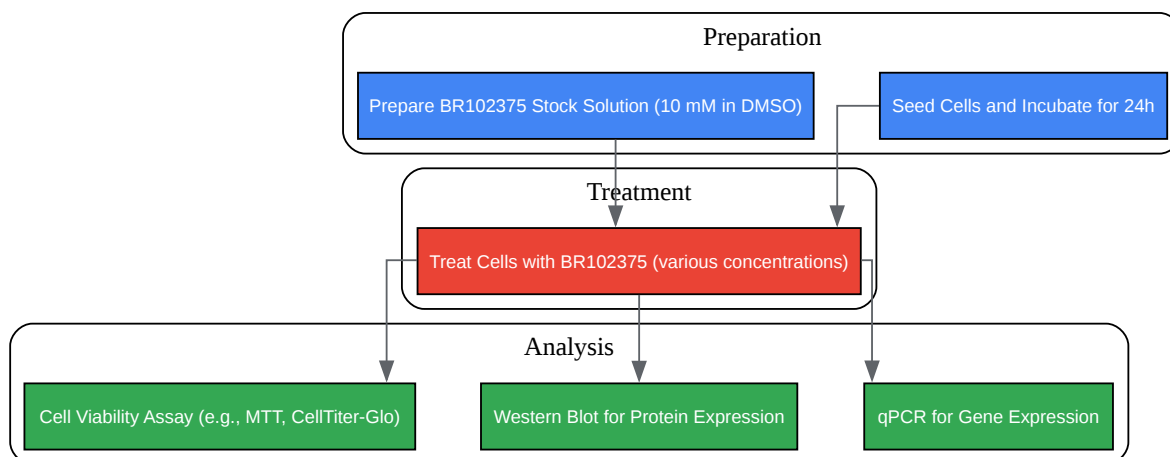 Preparation
Prepare BR102375 Stock Solution (10 mM in DMSO)
Seed Cells and Incubate for 24h
Treatment
Treat Cells with BR102375 (various concentrations)
Analysis
Cell Viability Assay (e.g., MTT, CellTiter-Glo)
Western Blot for Protein Expression
qPCR for Gene Expression